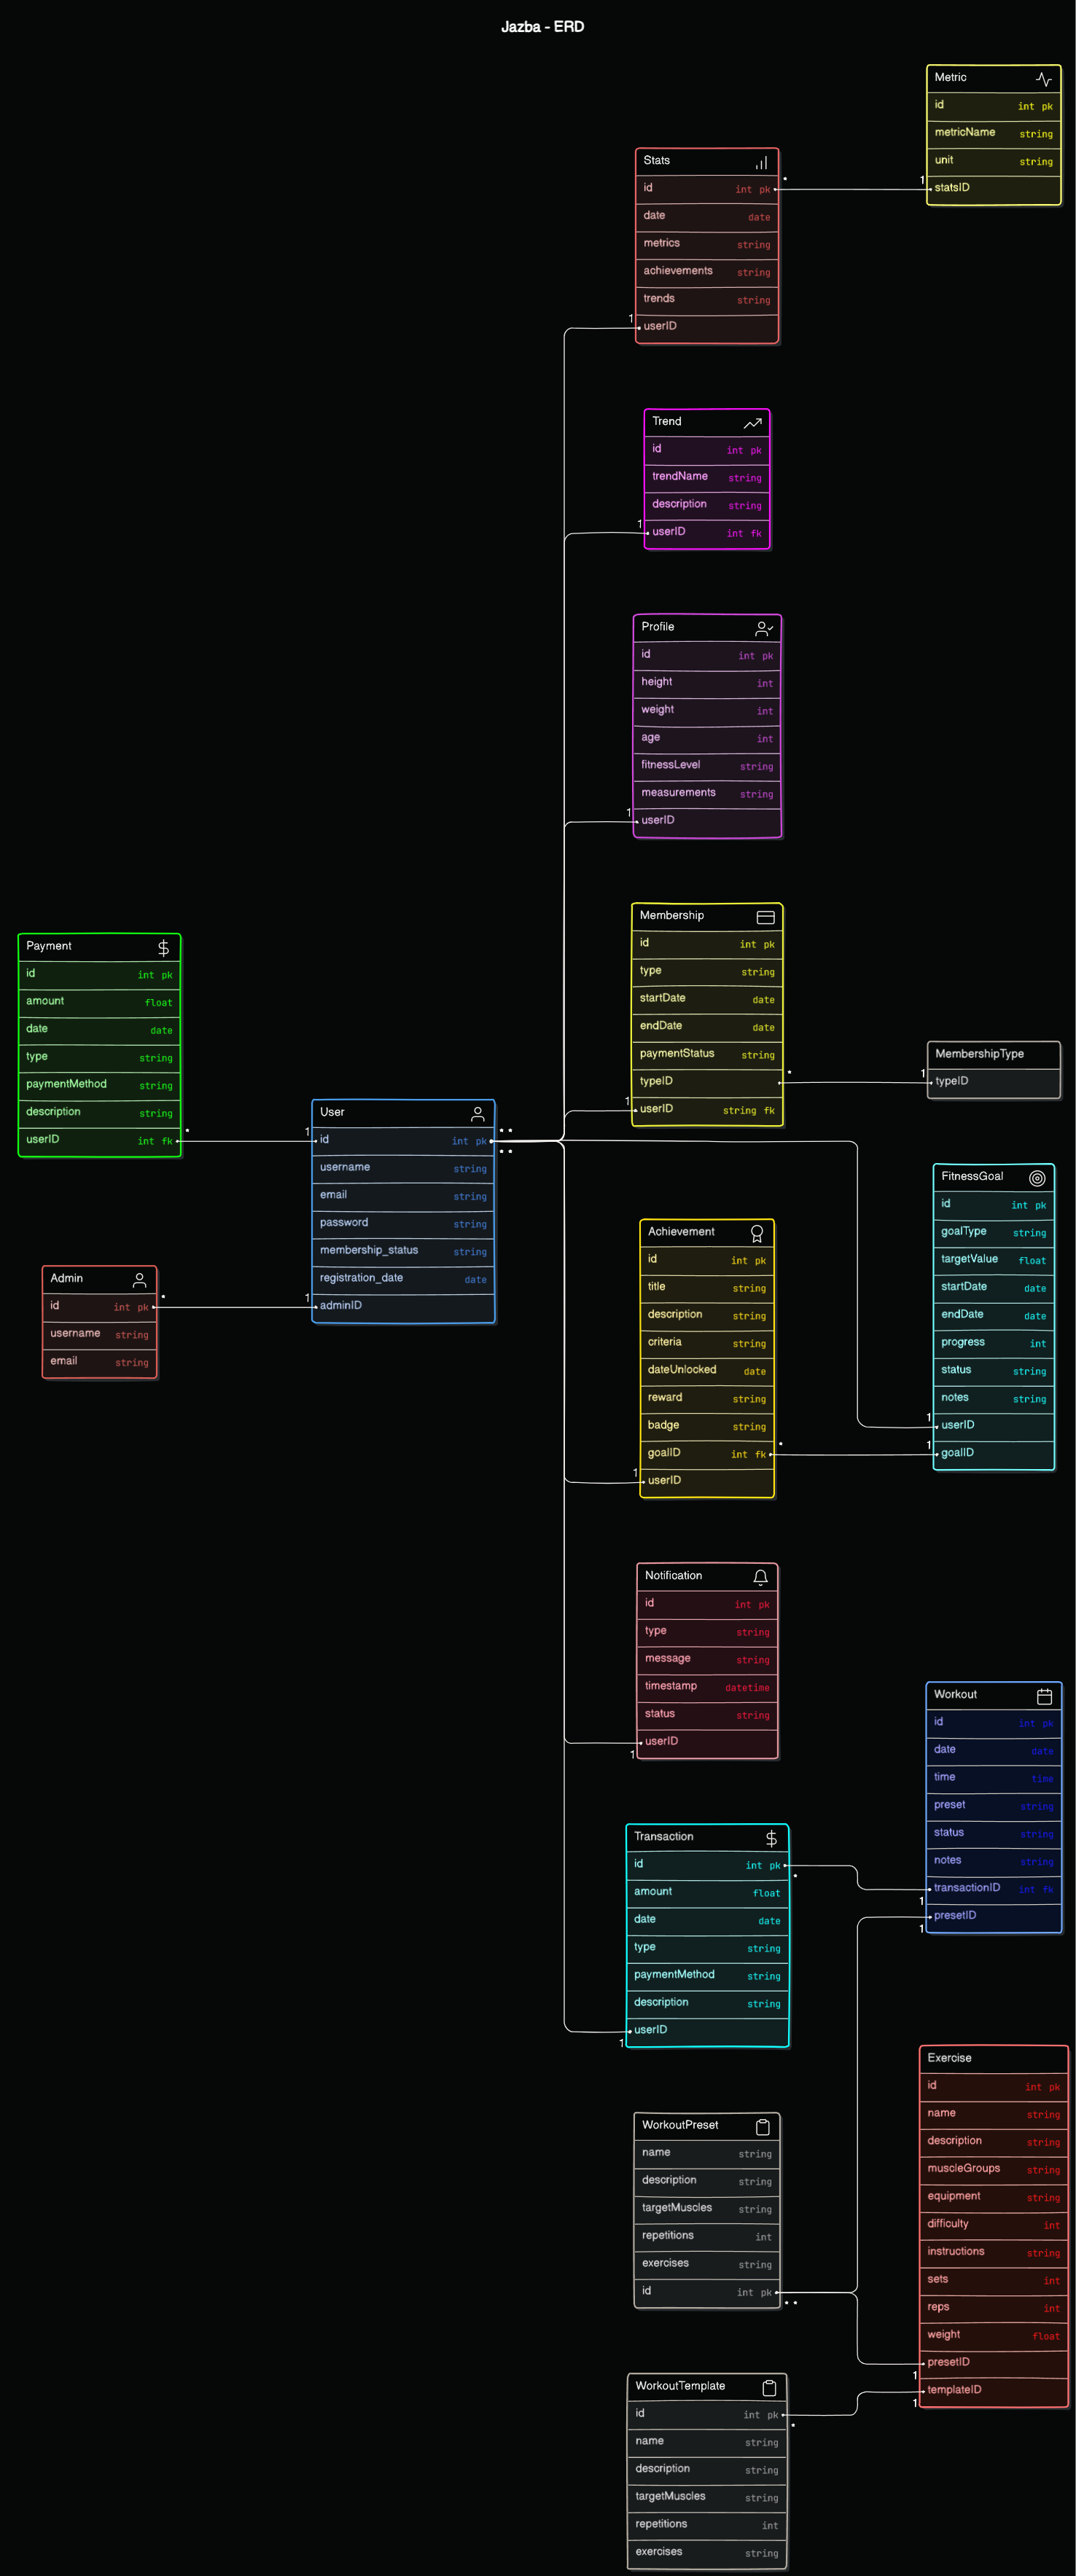 Jazba - ERD
Metric
id int pk
metricName string
unit string
1 statsID
Stats
id int pk *
date date
metrics string
achievements string
trends string
1 userID
Trend
id int pk
trendName string
description string
1 userID int fk
Profile
id int pk
height int
weight int
age int
fitnessLevel string
measurements string
1 userID
Membership
id int pk
type string
startDate date
endDate date
paymentStatus string
typeID *
1 userID string fk
MembershipType
1 typeID
Payment
id int pk
amount float
date date
type string
paymentMethod string
description string
userID int fk *
User
1 id int pk * *
* *
username string
email string
password string
membership_status string
registration_date date
1 adminID
Admin
id int pk *
username string
email string
FitnessGoal
id int pk
goalType string
targetValue float
startDate date
endDate date
progress int
status string
notes string
1 userID
1 goalID
Achievement
id int pk
title string
description string
criteria string
dateUnlocked date
reward string
badge string
goalID int fk *
1 userID
Notification
id int pk
type string
message string
timestamp datetime
status string
userID
1
Workout
id int pk
date date
time time
preset string
status string
notes string
transactionID int fk
1
presetID
1
Transaction
id int pk
*
amount float
date date
type string
paymentMethod string
description string
userID
1
Exercise
id int pk
name string
description string
muscleGroups string
equipment string
difficulty int
instructions string
sets int
reps int
weight float
presetID
1
templateID
1
WorkoutPreset
name string
description string
targetMuscles string
repetitions int
exercises string
id int pk
* *
WorkoutTemplate
id int pk
*
name string
description string
targetMuscles string
repetitions int
exercises string